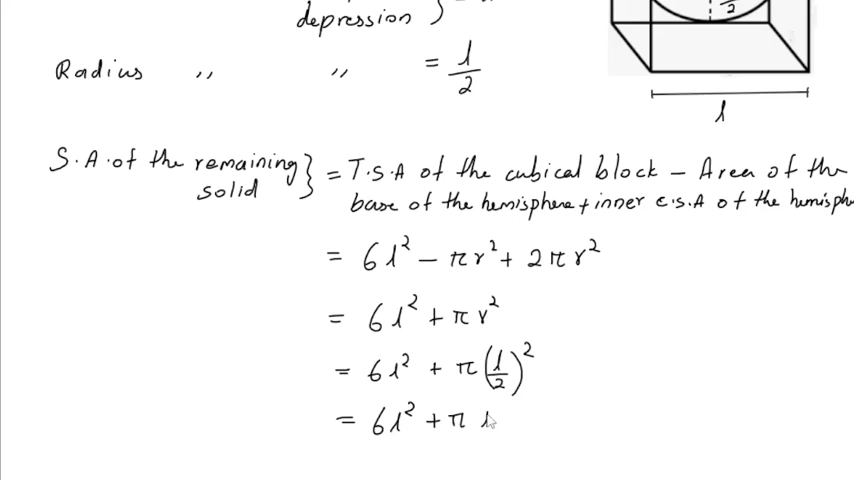 depression }
Radius ,, ,, = l/2
l/2
l
S.A. of the remaining solid } = T.S.A of the cubical block - Area of the
base of the hemisphere + inner C.S.A of the hemisph
= 6l² - πr² + 2πr²
= 6l² + πr²
= 6l² + π(l/2)²
= 6l² + π